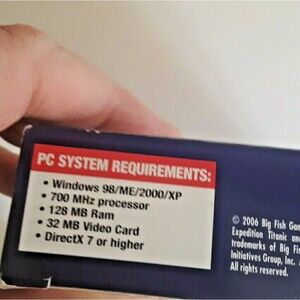 PC SYSTEM REQUIREMENTS:
• Windows 98/ME/2000/XP
• 700 MHz processor
• 128 MB Ram
• 32 MB Video Card
• DirectX 7 or higher
© 2006 Big Fish
Expedition Titanic and
trademarks of Big
Initiatives Group, Inc.
All rights reserved.